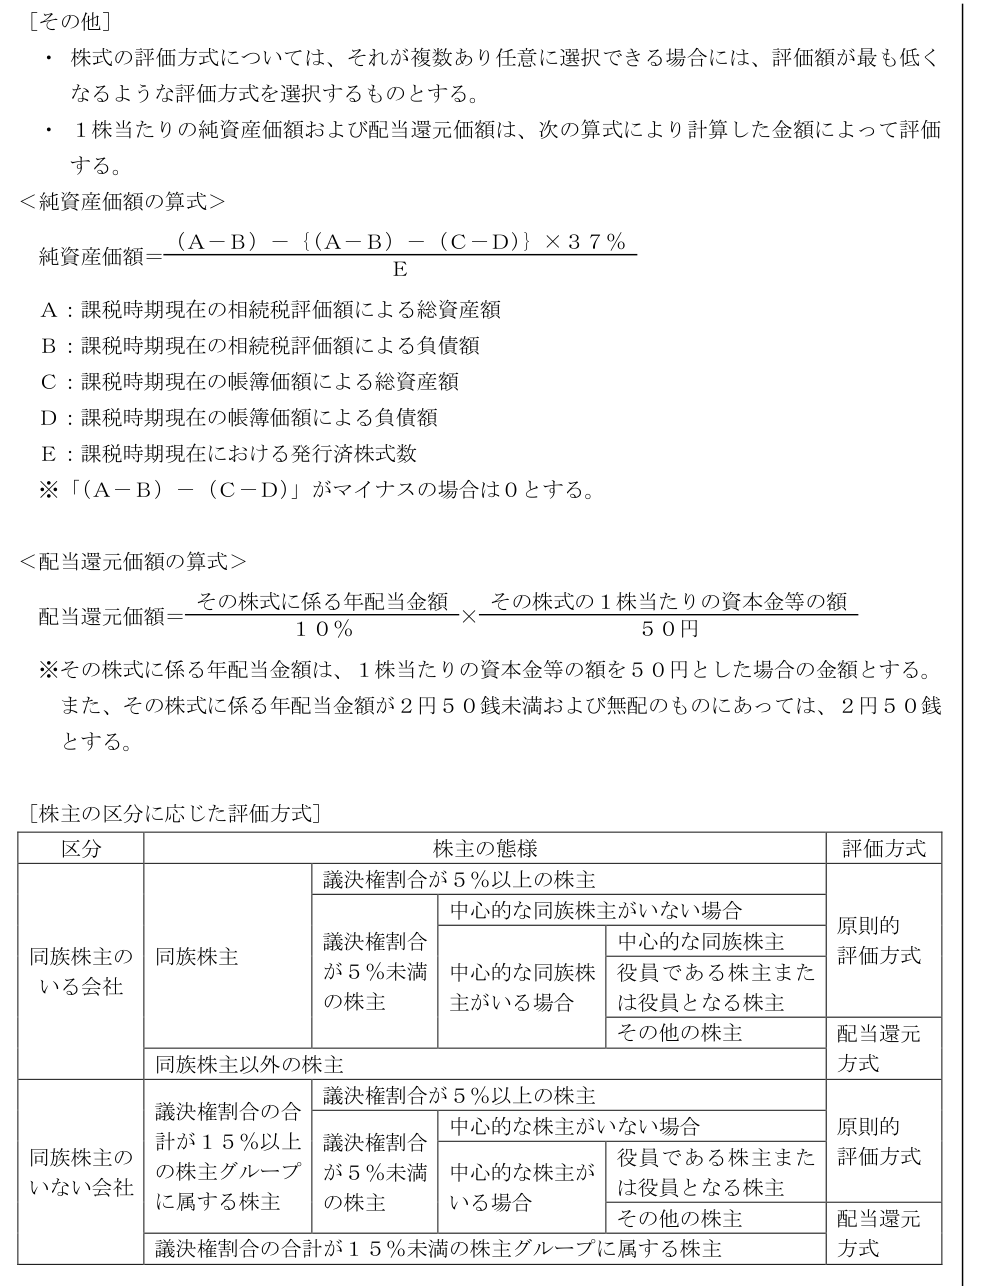 ［その他］
・ 株式の評価方式については、それが複数あり任意に選択できる場合には、評価額が最も低く
なるような評価方式を選択するものとする。
・ １株当たりの純資産価額および配当還元価額は、次の算式により計算した金額によって評価
する。
＜純資産価額の算式＞
純資産価額＝
（Ａ－Ｂ）－｛（Ａ－Ｂ）－（Ｃ－Ｄ）｝×３７％
Ｅ
Ａ：課税時期現在の相続税評価額による総資産額
Ｂ：課税時期現在の相続税評価額による負債額
Ｃ：課税時期現在の帳簿価額による総資産額
Ｄ：課税時期現在の帳簿価額による負債額
Ｅ：課税時期現在における発行済株式数
※「（Ａ－Ｂ）－（Ｃ－Ｄ）」がマイナスの場合は０とする。
＜配当還元価額の算式＞
配当還元価額＝
その株式に係る年配当金額
１０％
×
その株式の１株当たりの資本金等の額
５０円
※その株式に係る年配当金額は、１株当たりの資本金等の額を５０円とした場合の金額とする。
また、その株式に係る年配当金額が２円５０銭未満および無配のものにあっては、２円５０銭
とする。
［株主の区分に応じた評価方式］
区分 株主の態様 評価方式
同族株主の
いる会社
同族株主
議決権割合が５％以上の株主
議決権割合
が５％未満
の株主
中心的な同族株主がいない場合
中心的な同族株
主がいる場合
中心的な同族株主
役員である株主また
は役員となる株主
その他の株主
同族株主以外の株主
原則的
評価方式
配当還元
方式
同族株主の
いない会社
議決権割合の合
計が１５％以上
の株主グループ
に属する株主
議決権割合が５％以上の株主
議決権割合
が５％未満
の株主
中心的な株主がいない場合
中心的な株主が
いる場合
役員である株主また
は役員となる株主
その他の株主
議決権割合の合計が１５％未満の株主グループに属する株主
原則的
評価方式
配当還元
方式